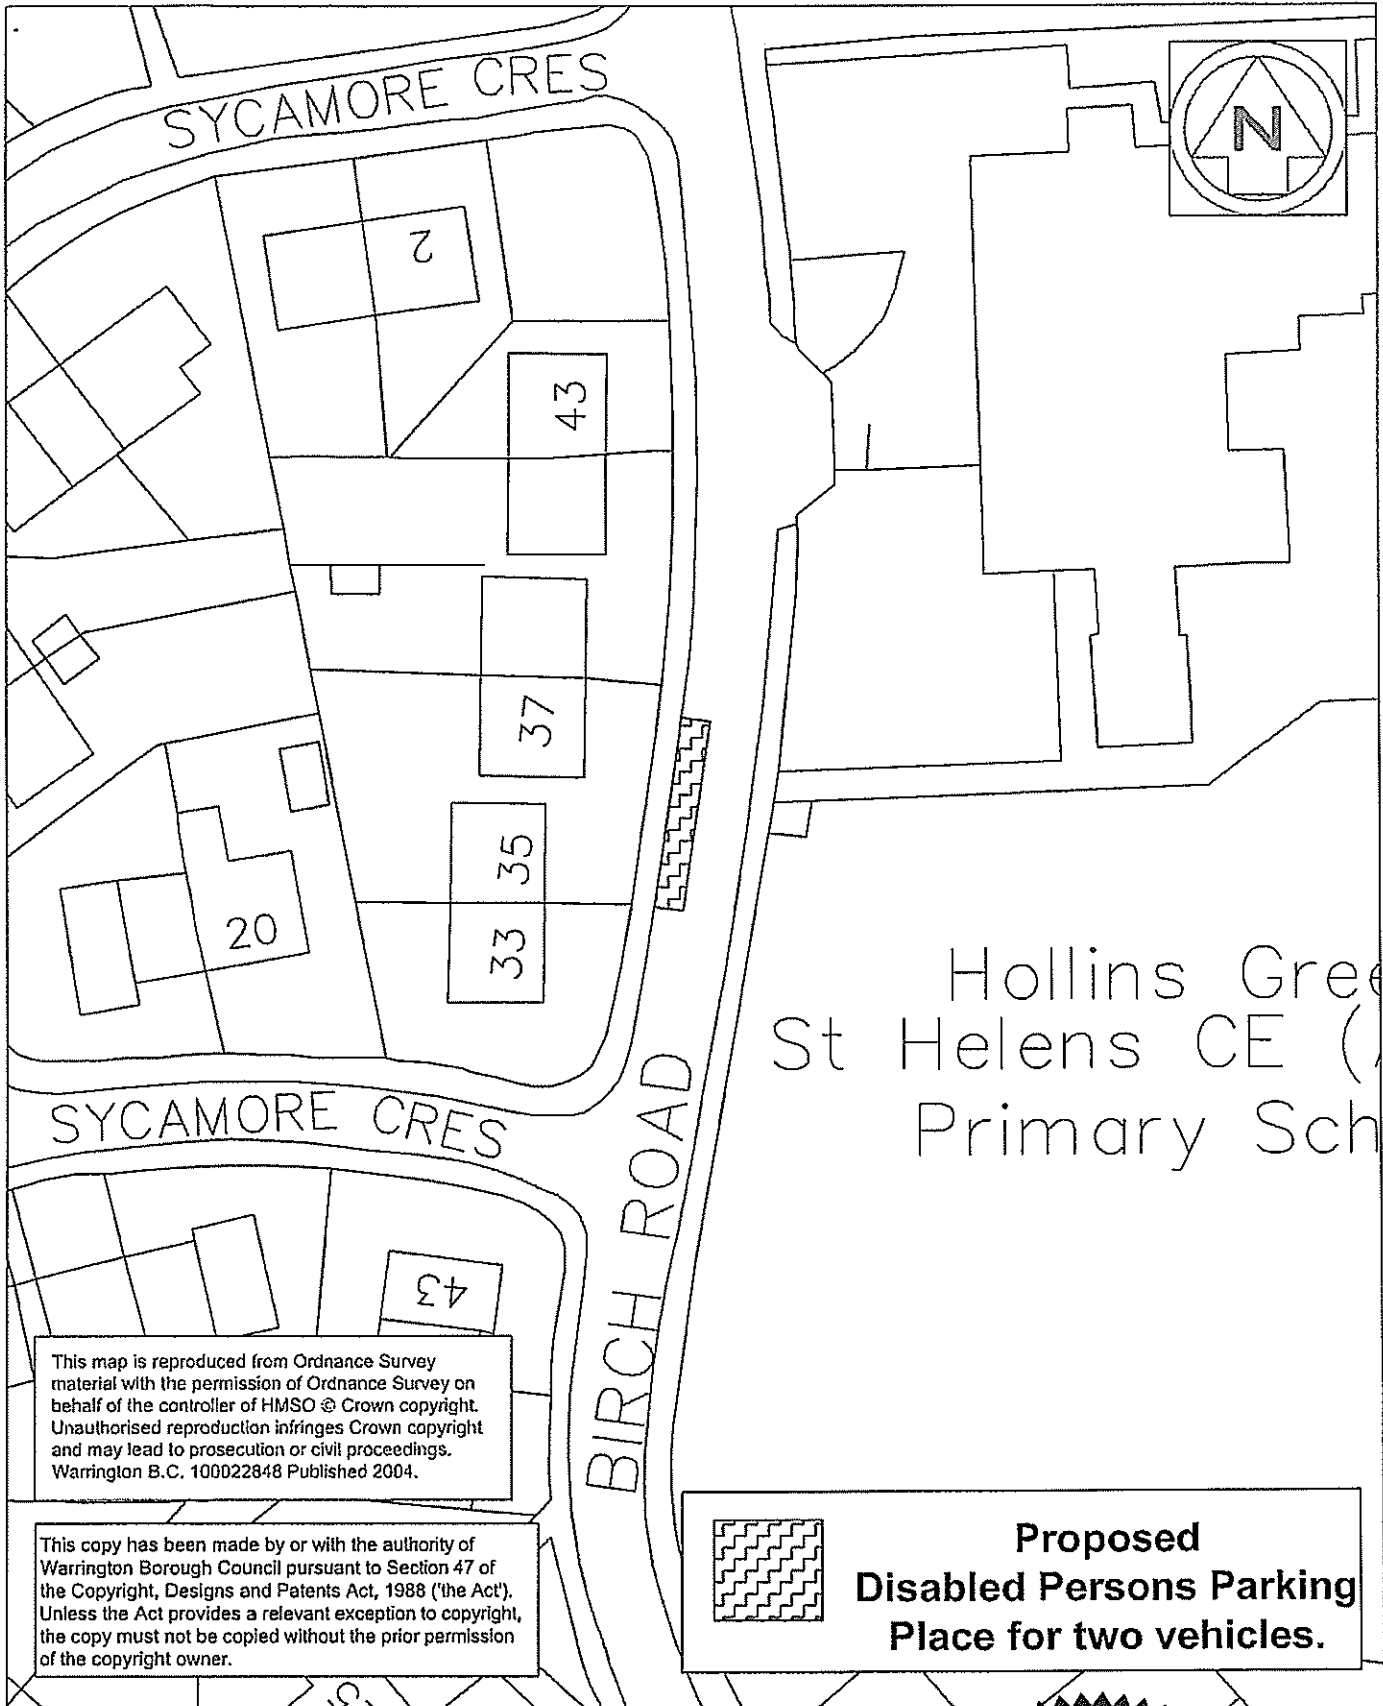 SYCAMORE CRES
N
2
43
37
35
33
20
Hollins Gree
St Helens CE (
Primary Sch
SYCAMORE CRES
BIRCH ROAD
43
This map is reproduced from Ordnance Survey
material with the permission of Ordnance Survey on
behalf of the controller of HMSO © Crown copyright.
Unauthorised reproduction infringes Crown copyright
and may lead to prosecution or civil proceedings.
Warrington B.C. 100022848 Published 2004.
This copy has been made by or with the authority of
Warrington Borough Council pursuant to Section 47 of
the Copyright, Designs and Patents Act, 1988 ('the Act').
Unless the Act provides a relevant exception to copyright,
the copy must not be copied without the prior permission
of the copyright owner.
Proposed
Disabled Persons Parking
Place for two vehicles.